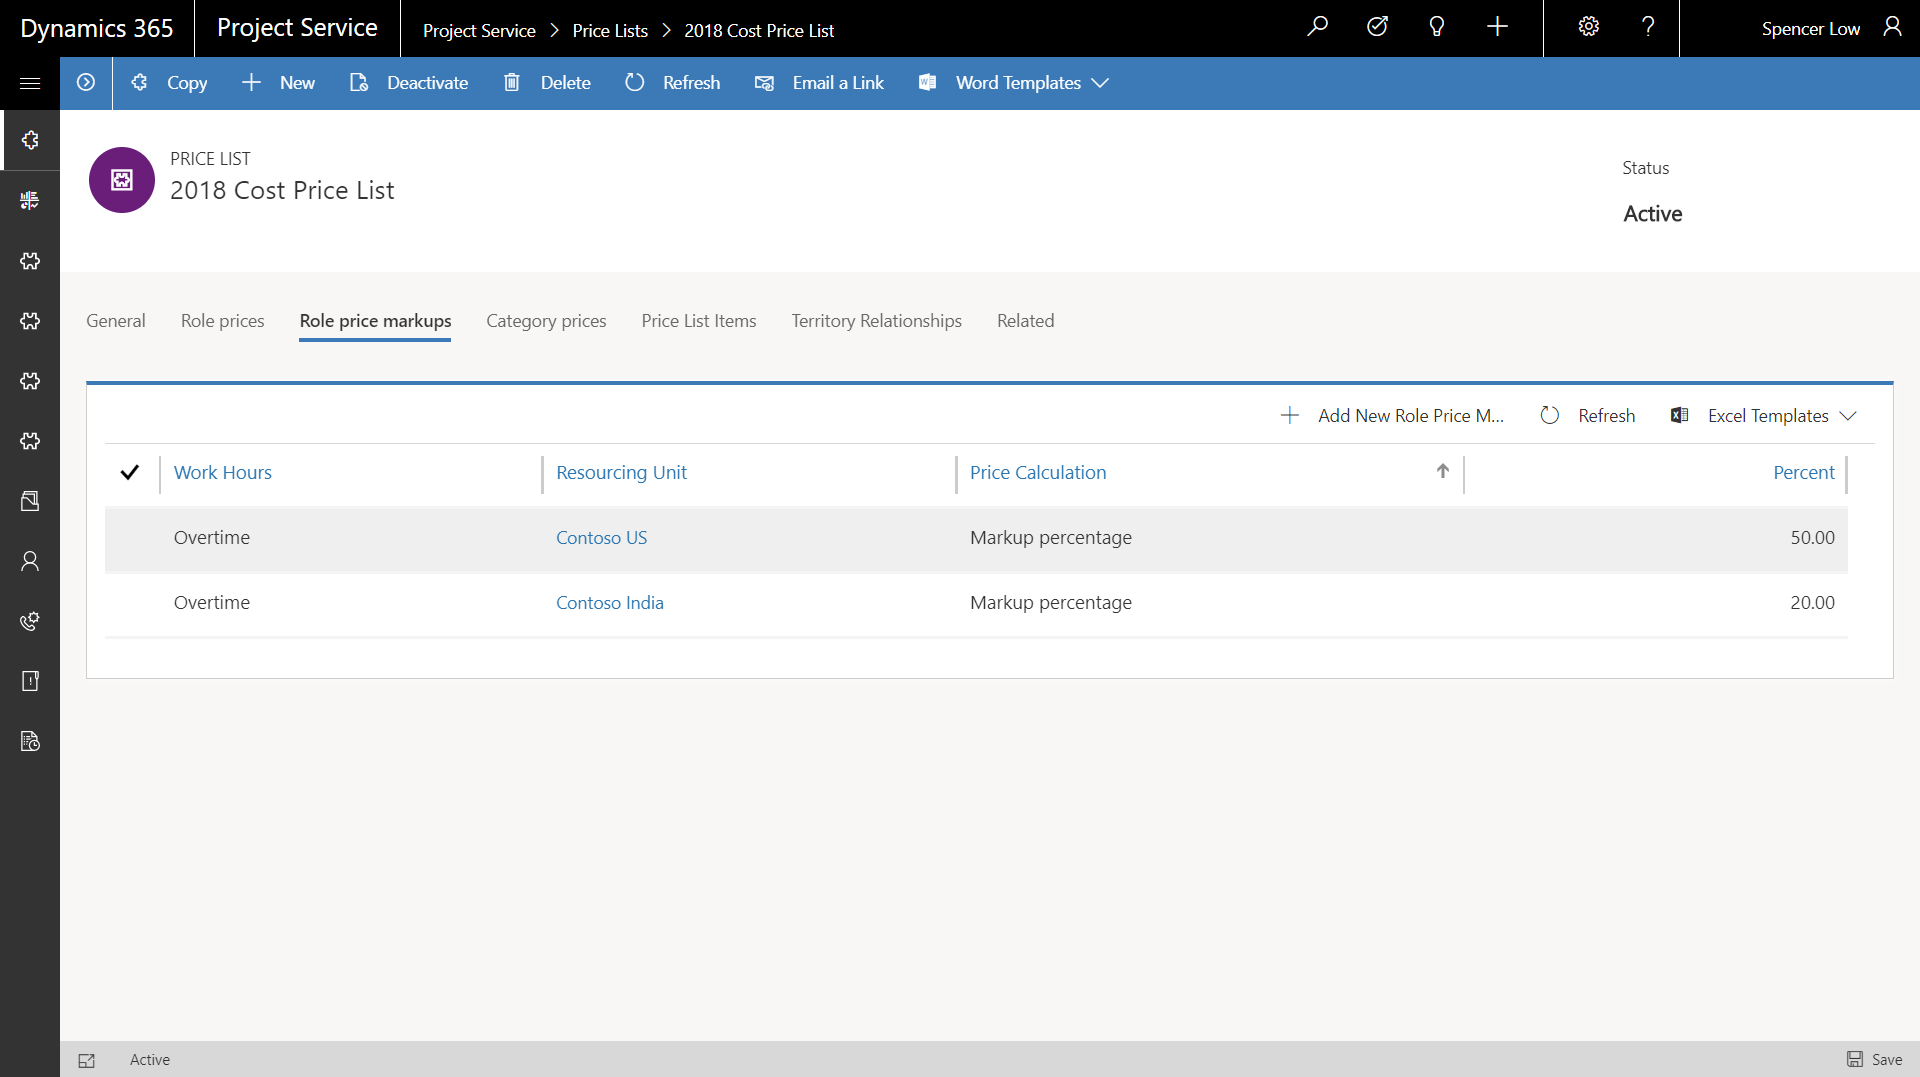 Dynamics 365 Project Service Project Service > Price Lists > 2018 Cost Price List Spencer Low
Copy New Deactivate Delete Refresh Email a Link Word Templates
PRICE LIST
2018 Cost Price List
Status
Active
General Role prices Role price markups Category prices Price List Items Territory Relationships Related
Add New Role Price M... Refresh Excel Templates
Work Hours Resourcing Unit Price Calculation Percent
Overtime Contoso US Markup percentage 50.00
Overtime Contoso India Markup percentage 20.00
Active Save